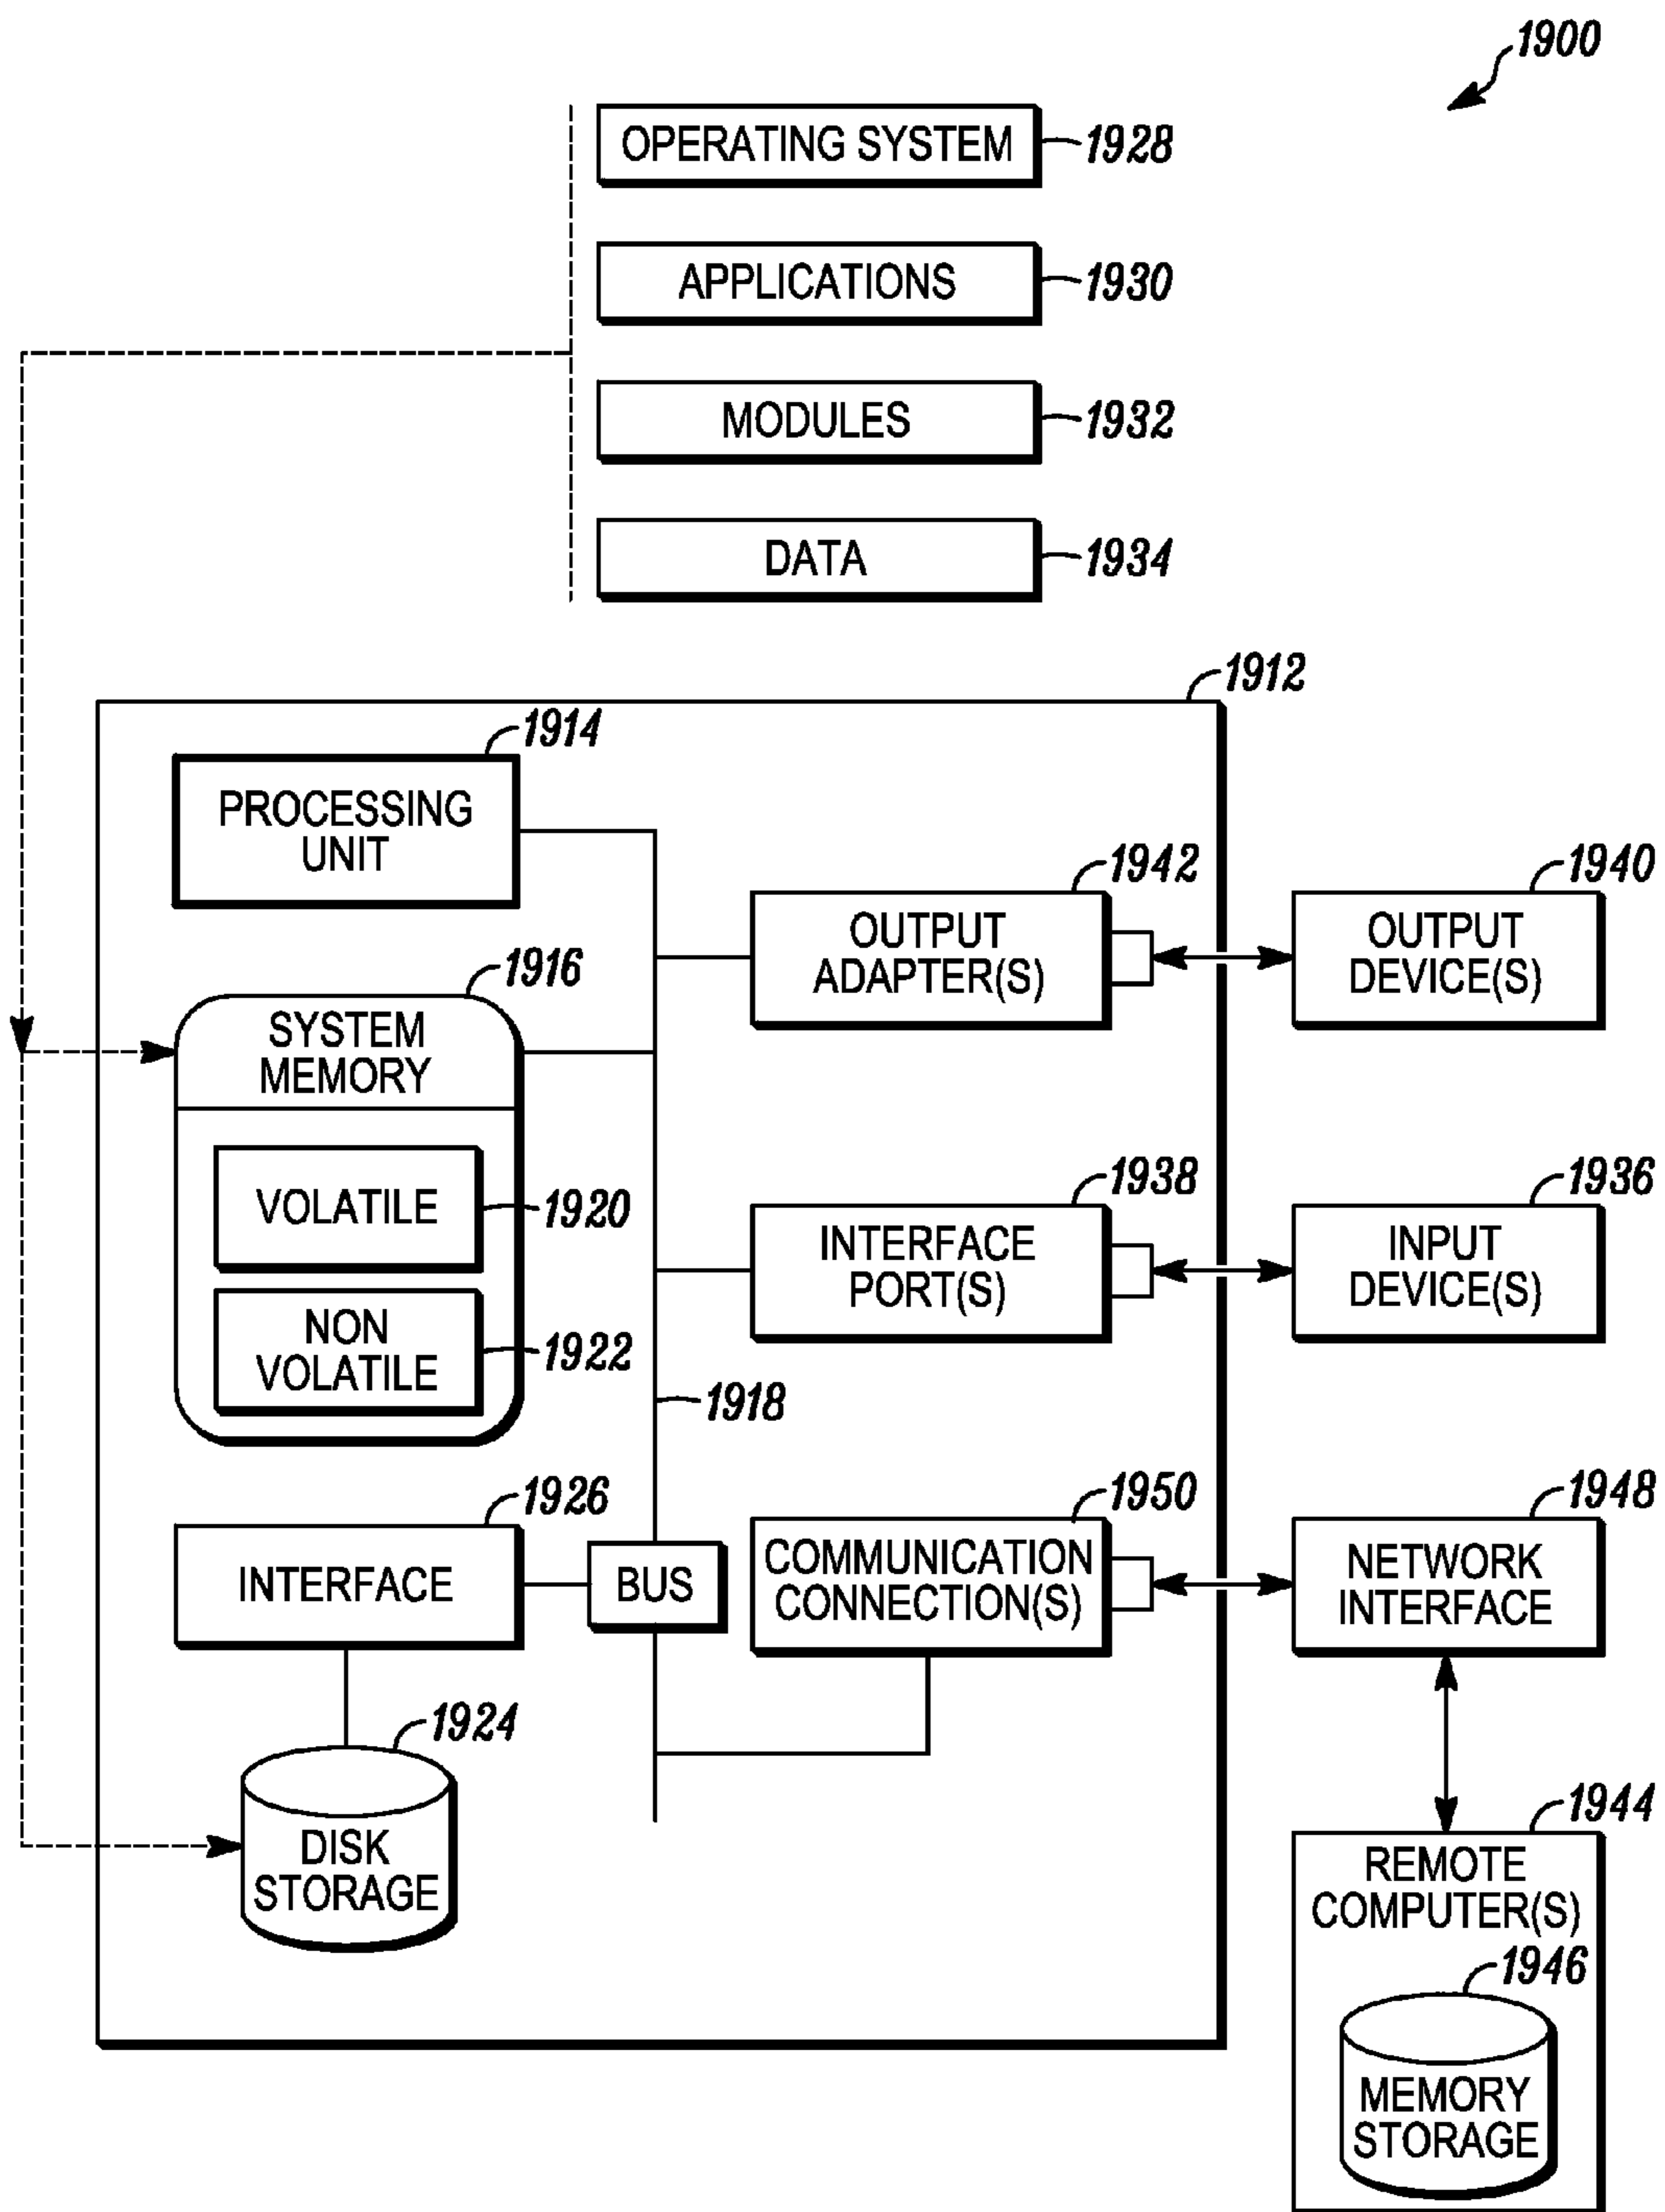 1900
OPERATING SYSTEM
1928
APPLICATIONS
1930
MODULES
1932
DATA
1934
1912
1914
PROCESSING
UNIT
1942
OUTPUT
ADAPTER(S)
1940
OUTPUT
DEVICE(S)
1916
SYSTEM
MEMORY
VOLATILE
1920
NON
VOLATILE
1922
1938
INTERFACE
PORT(S)
1936
INPUT
DEVICE(S)
1918
1926
INTERFACE
BUS
1950
COMMUNICATION
CONNECTION(S)
1948
NETWORK
INTERFACE
1924
DISK
STORAGE
1944
REMOTE
COMPUTER(S)
1946
MEMORY
STORAGE